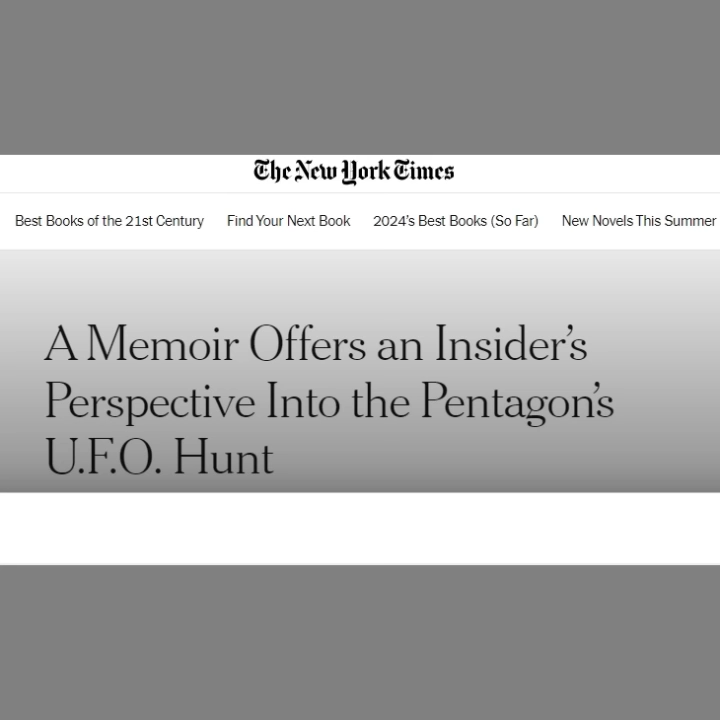 The New York Times
Best Books of the 21st Century Find Your Next Book 2024's Best Books (So Far) New Novels This Summer
A Memoir Offers an Insider’s
Perspective Into the Pentagon’s
U.F.O. Hunt